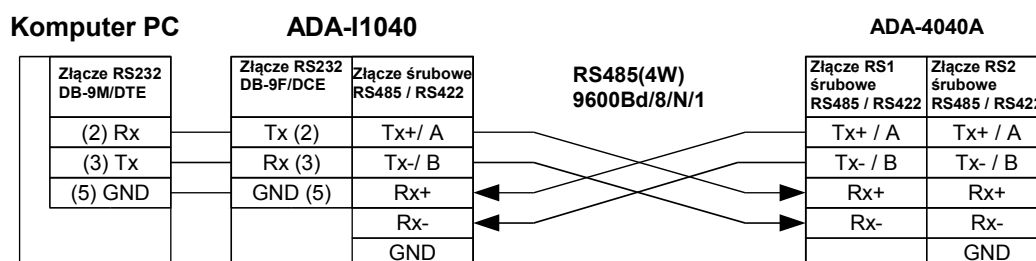 Komputer PC
ADA-I1040
ADA-4040A
Złącze RS232
DB-9M/DTE
(2) Rx
(3) Tx
(5) GND
Złącze RS232
DB-9F/DCE
Tx (2)
Rx (3)
GND (5)
Złącze śrubowe
RS485 / RS422
Tx+/ A
Tx-/ B
Rx+
Rx-
GND
RS485(4W)
9600Bd/8/N/1
Złącze RS1
śrubowe
RS485 / RS422
Tx+ / A
Tx- / B
Rx+
Rx-
Złącze RS2
śrubowe
RS485 / RS422
Tx+ / A
Tx- / B
Rx+
Rx-
GND